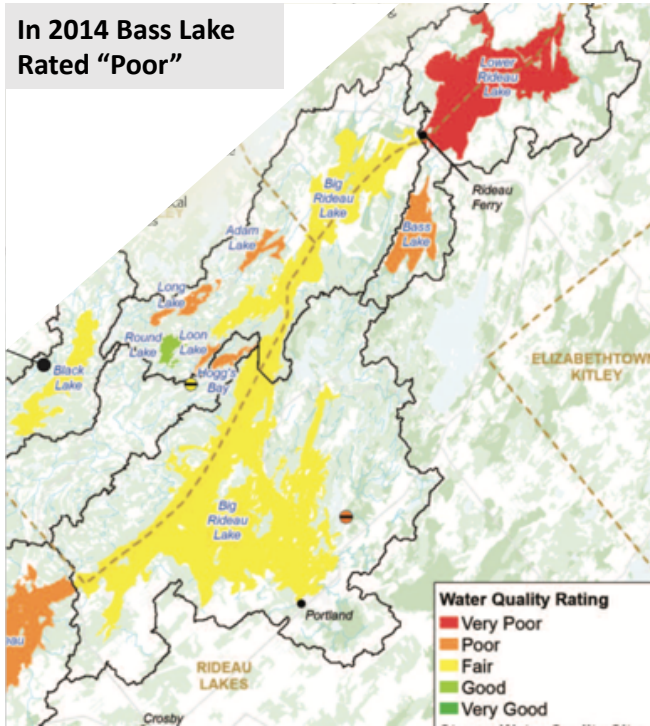 In 2014 Bass Lake
Rated “Poor”
Lower
Rideau
Lake
Rideau
Ferry
Big
Rideau
Lake
Bass
Lake
Adam
Lake
Long
Lake
Round
Lake
Loon
Lake
Hogg's
Bay
Black
Lake
ELIZABETHTOWN
KITLEY
Big
Rideau
Lake
Portland
RIDEAU
LAKES
Crosby
Water Quality Rating
Very Poor
Poor
Fair
Good
Very Good